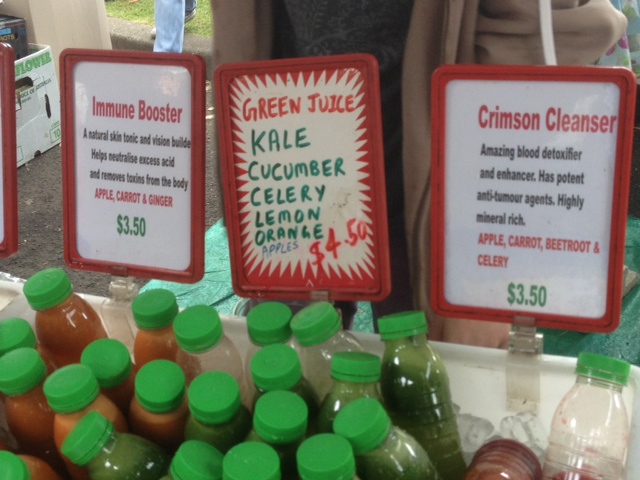 Immune Booster
A natural skin tonic and vision builde
Helps neutralise excess acid
and removes toxins from the body
APPLE, CARROT & GINGER
$3.50
GREEN JUICE
KALE
CUCUMBER
CELERY
LEMON
ORANGE
APPLES
$4.50
Crimson Cleanser
Amazing blood detoxifier
and enhancer. Has potent
anti-tumour agents. Highly
mineral rich.
APPLE, CARROT, BEETROOT &
CELERY
$3.50